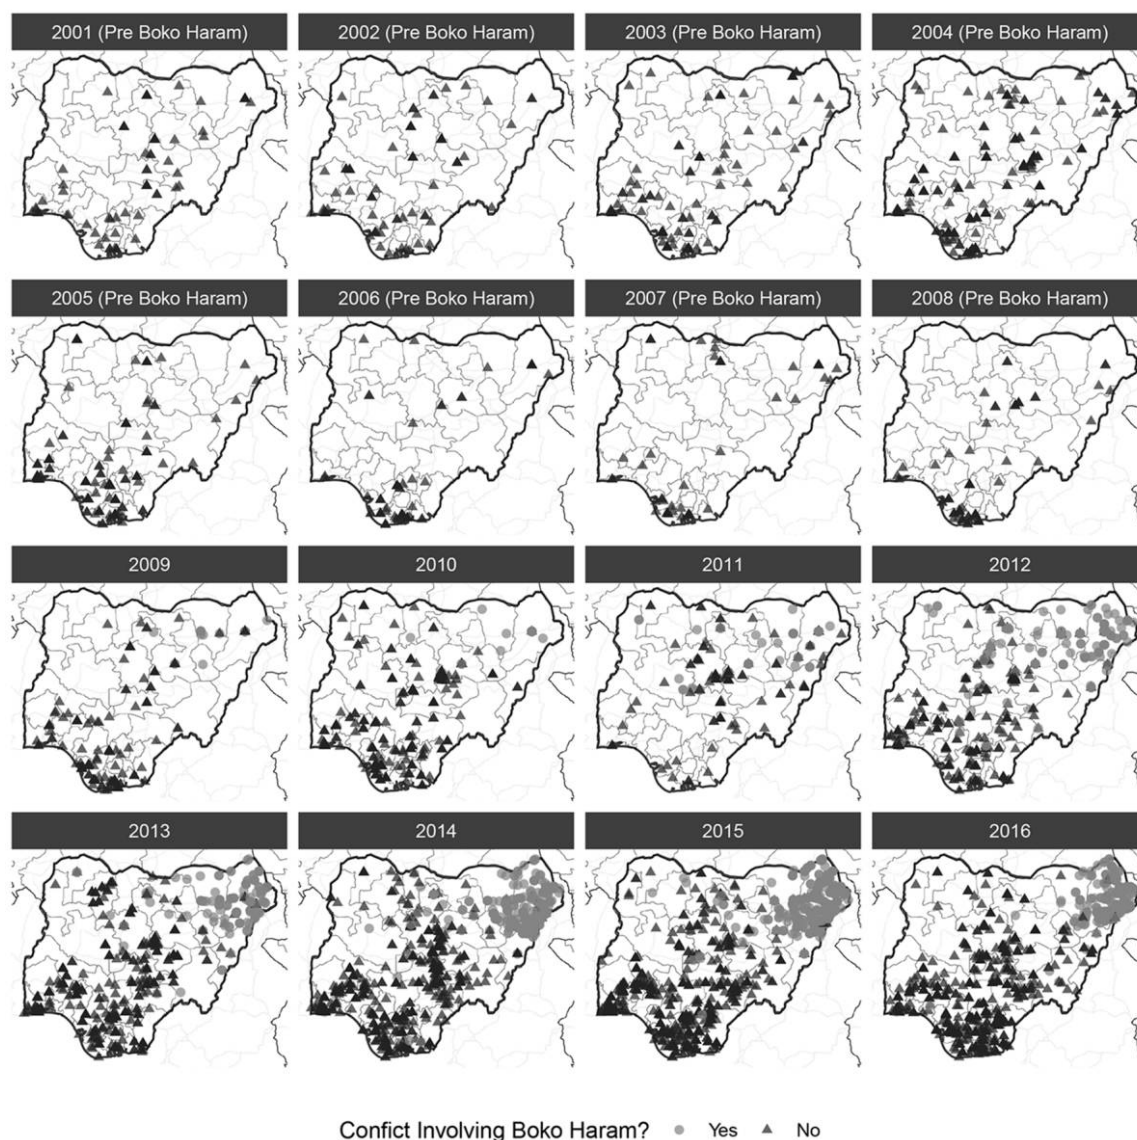 2001 (Pre Boko Haram)
2002 (Pre Boko Haram)
2003 (Pre Boko Haram)
2004 (Pre Boko Haram)
2005 (Pre Boko Haram)
2006 (Pre Boko Haram)
2007 (Pre Boko Haram)
2008 (Pre Boko Haram)
2009
2010
2011
2012
2013
2014
2015
2016
Confict Involving Boko Haram? Yes No